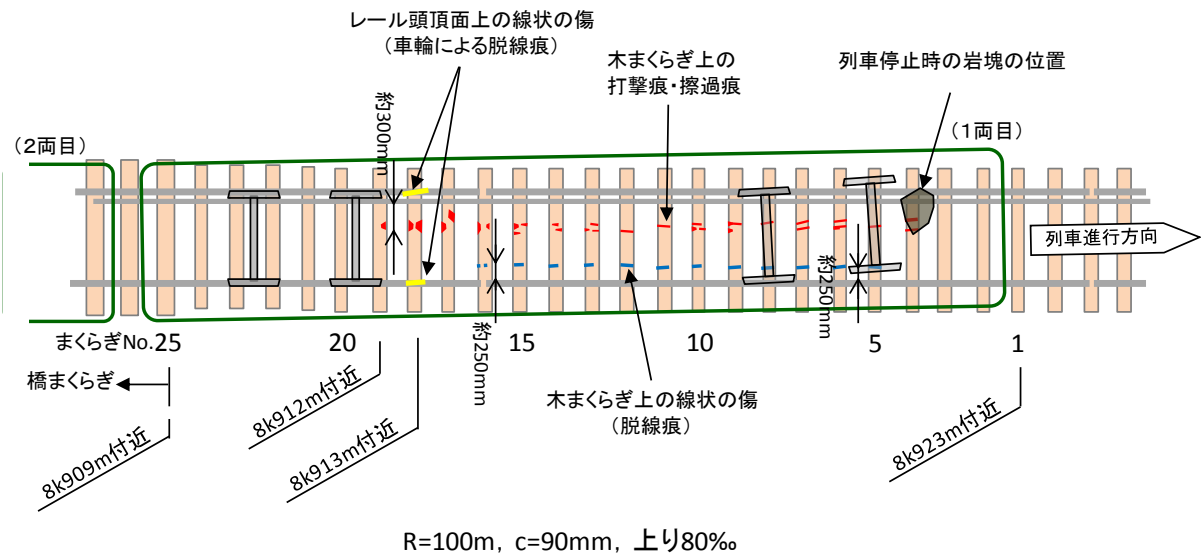 レール頭頂面上の線状の傷
（車輪による脱線痕）
木まくらぎ上の
打撃痕・擦過痕
列車停止時の岩塊の位置
（2両目）
約300mm
（1両目）
列車進行方向
約250mm
約250mm
まくらぎNo.25
20
15
10
5
1
橋まくらぎ
木まくらぎ上の線状の傷
（脱線痕）
8k909m付近
8k912m付近
8k913m付近
8k923m付近
R=100m, c=90mm, 上り80‰